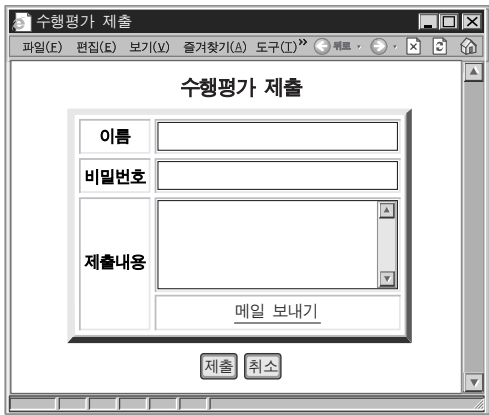 수행평가 제출
파일(F) 편집(E) 보기(V) 즐겨찾기(A) 도구(T) » 뒤로
수행평가 제출
이름
비밀번호
제출내용
메일 보내기
제출 취소